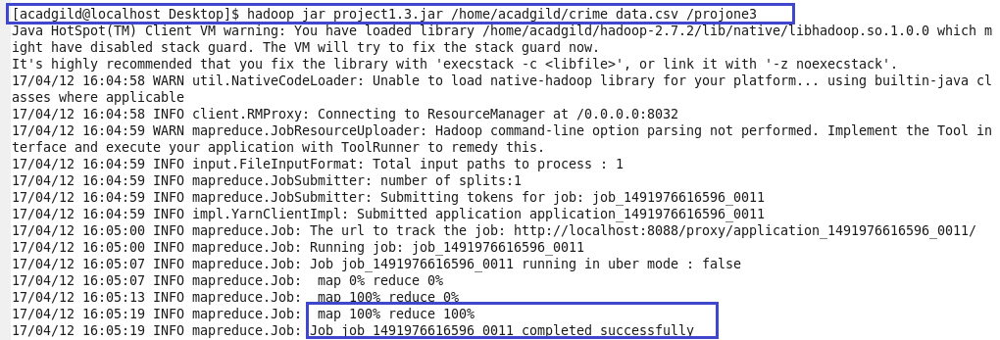 [acadgild@localhost Desktop]$ hadoop jar project1.3.jar /home/acadgild/crime data.csv /projone3
Java HotSpot(TM) Client VM warning: You have loaded library /home/acadgild/hadoop-2.7.2/lib/native/libhadoop.so.1.0.0 which m
ight have disabled stack guard. The VM will try to fix the stack guard now.
It's highly recommended that you fix the library with 'execstack -c <libfile>', or link it with '-z noexecstack'.
17/04/12 16:04:58 WARN util.NativeCodeLoader: Unable to load native-hadoop library for your platform... using builtin-java cl
asses where applicable
17/04/12 16:04:58 INFO client.RMProxy: Connecting to ResourceManager at /0.0.0.0:8032
17/04/12 16:04:59 WARN mapreduce.JobResourceUploader: Hadoop command-line option parsing not performed. Implement the Tool in
terface and execute your application with ToolRunner to remedy this.
17/04/12 16:04:59 INFO input.FileInputFormat: Total input paths to process : 1
17/04/12 16:04:59 INFO mapreduce.JobSubmitter: number of splits:1
17/04/12 16:04:59 INFO mapreduce.JobSubmitter: Submitting tokens for job: job_1491976616596_0011
17/04/12 16:04:59 INFO impl.YarnClientImpl: Submitted application application_1491976616596_0011
17/04/12 16:05:00 INFO mapreduce.Job: The url to track the job: http://localhost:8088/proxy/application_1491976616596_0011/
17/04/12 16:05:00 INFO mapreduce.Job: Running job: job_1491976616596_0011
17/04/12 16:05:07 INFO mapreduce.Job: Job job_1491976616596_0011 running in uber mode : false
17/04/12 16:05:07 INFO mapreduce.Job:  map 0% reduce 0%
17/04/12 16:05:13 INFO mapreduce.Job:  map 100% reduce 0%
17/04/12 16:05:19 INFO mapreduce.Job:  map 100% reduce 100%
17/04/12 16:05:19 INFO mapreduce.Job: Job job_1491976616596_0011 completed successfully